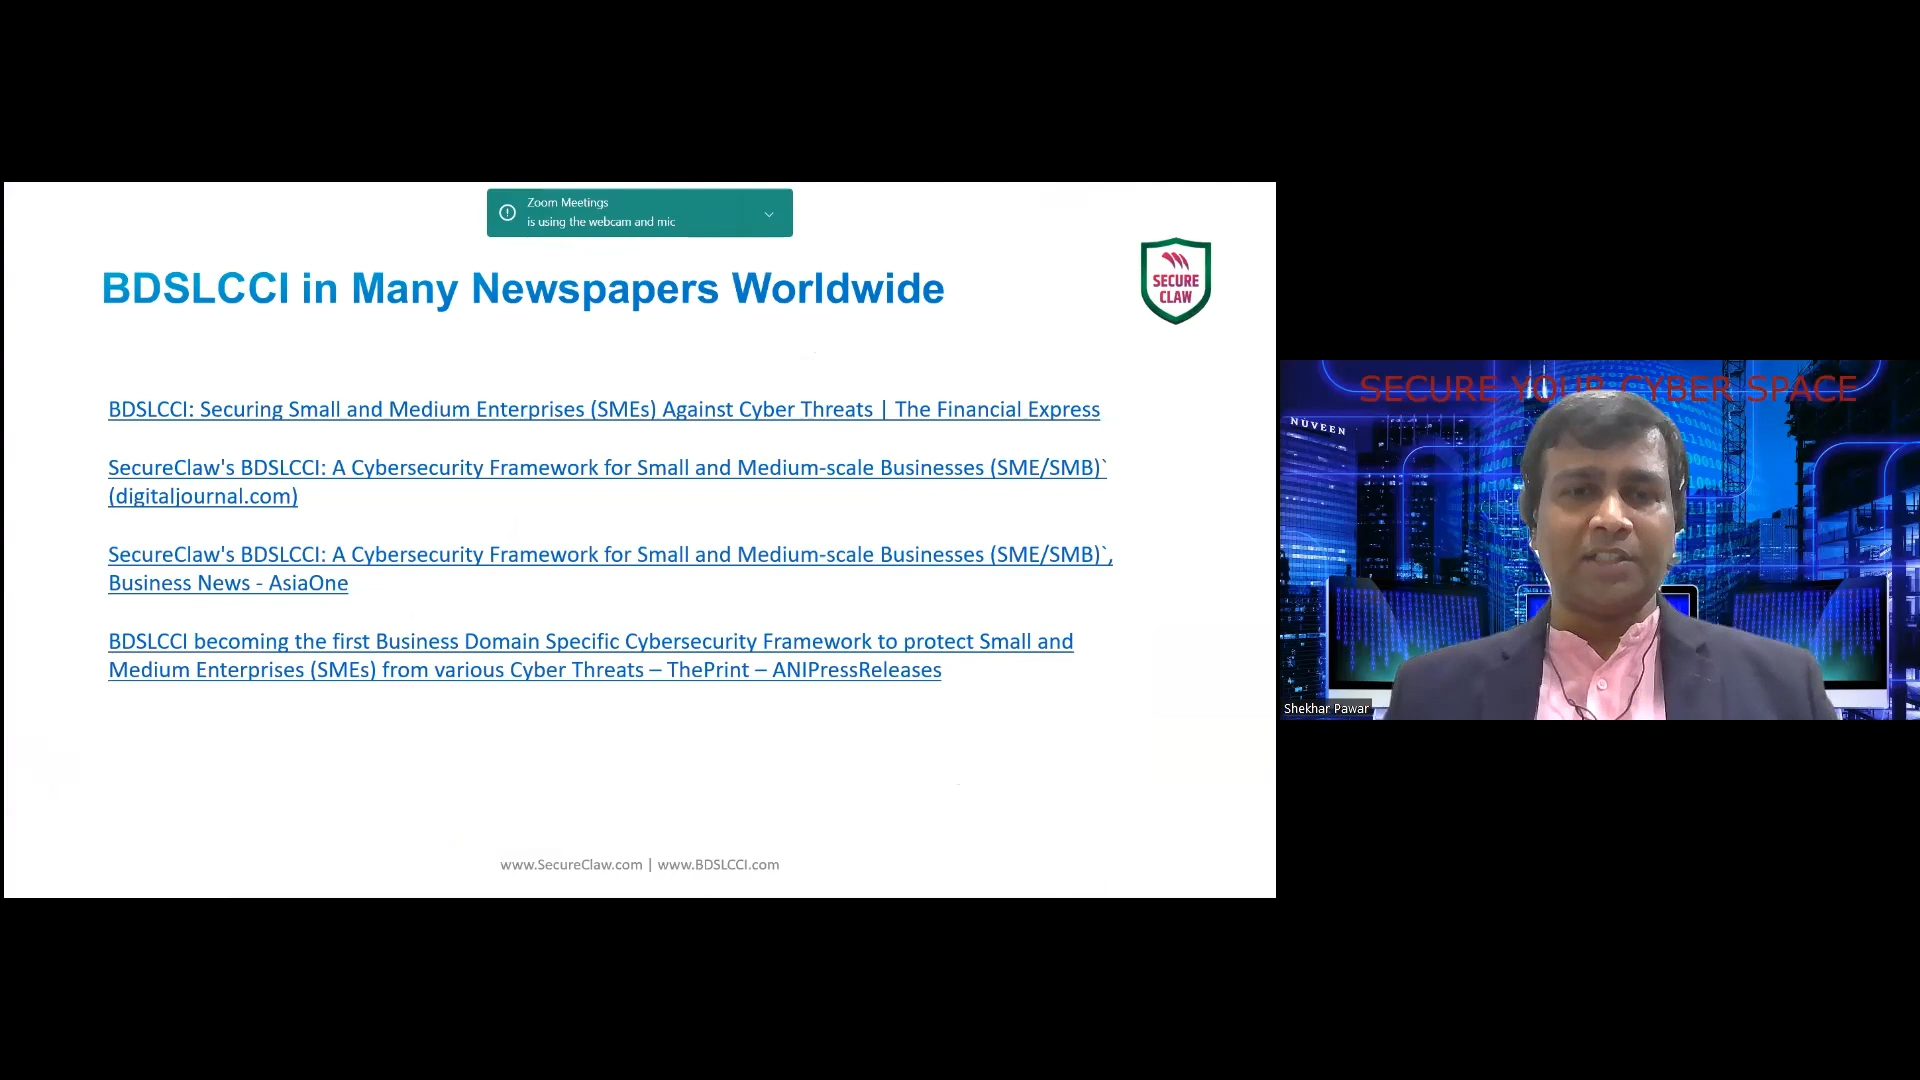 Zoom Meetings
is using the webcam and mic
BDSLCCI in Many Newspapers Worldwide
SECURE
CLAW
BDSLCCI: Securing Small and Medium Enterprises (SMEs) Against Cyber Threats | The Financial Express
SecureClaw's BDSLCCI: A Cybersecurity Framework for Small and Medium-scale Businesses (SME/SMB)`
(digitaljournal.com)
SecureClaw's BDSLCCI: A Cybersecurity Framework for Small and Medium-scale Businesses (SME/SMB)`,
Business News - AsiaOne
BDSLCCI becoming the first Business Domain Specific Cybersecurity Framework to protect Small and
Medium Enterprises (SMEs) from various Cyber Threats – ThePrint – ANIPressReleases
www.SecureClaw.com | www.BDSLCCI.com
SECURE YOUR CYBER SPACE
NUVEEN
Shekhar Pawar